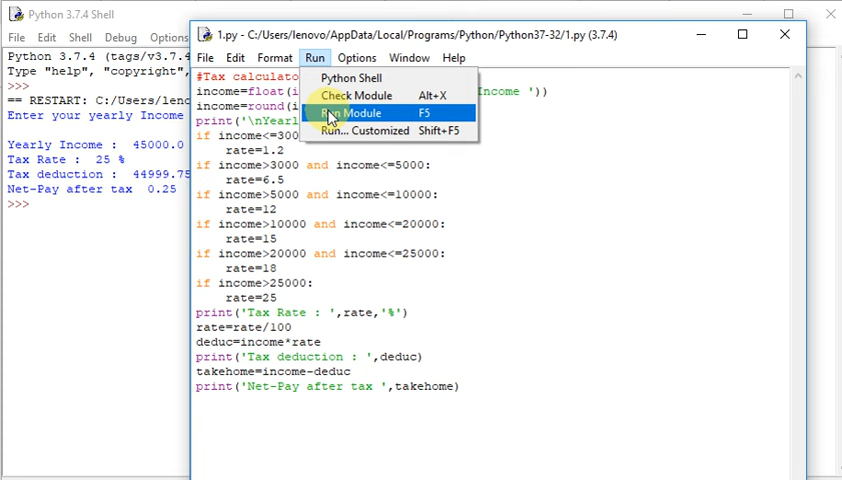 Python 3.7.4 Shell
File Edit Shell Debug Options
Python 3.7.4 (tags/v3.7.4
Type "help", "copyright",
>>>
== RESTART: C:/Users/leno
Enter your yearly Income
Yearly Income : 45000.0
Tax Rate : 25 %
Tax deduction : 44999.75
Net-Pay after tax 0.25
>>>
1.py - C:/Users/lenovo/AppData/Local/Programs/Python/Python37-32/1.py (3.7.4)
File Edit Format Run Options Window Help
Python Shell
Check Module Alt+X
Run Module F5
Run... Customized Shift+F5
#Tax calculato
income=float(i Income '))
income=round(i
print('\nYearl
if income<=300
rate=1.2
if income>3000 and income<=5000:
rate=6.5
if income>5000 and income<=10000:
rate=12
if income>10000 and income<=20000:
rate=15
if income>20000 and income<=25000:
rate=18
if income>25000:
rate=25
print('Tax Rate : ',rate,'%')
rate=rate/100
deduc=income*rate
print('Tax deduction : ',deduc)
takehome=income-deduc
print('Net-Pay after tax ',takehome)